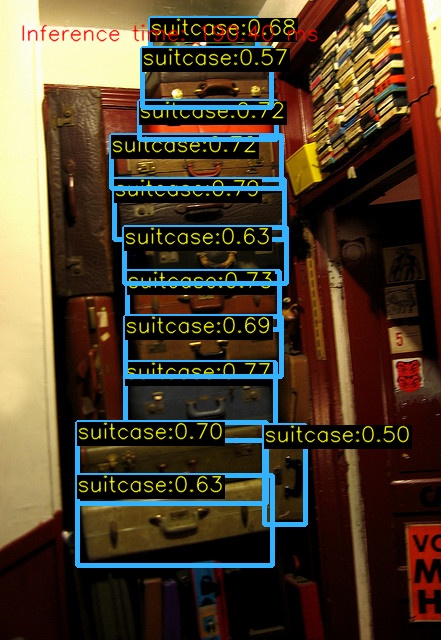 suitcase:0.68
Inference time: 196.40 ms
suitcase:0.57
suitcase:0.72
suitcase:0.72
suitcase:0.79
suitcase:0.63
suitcase:0.73
suitcase:0.69
suitcase:0.77
suitcase:0.70
suitcase:0.50
suitcase:0.63
5